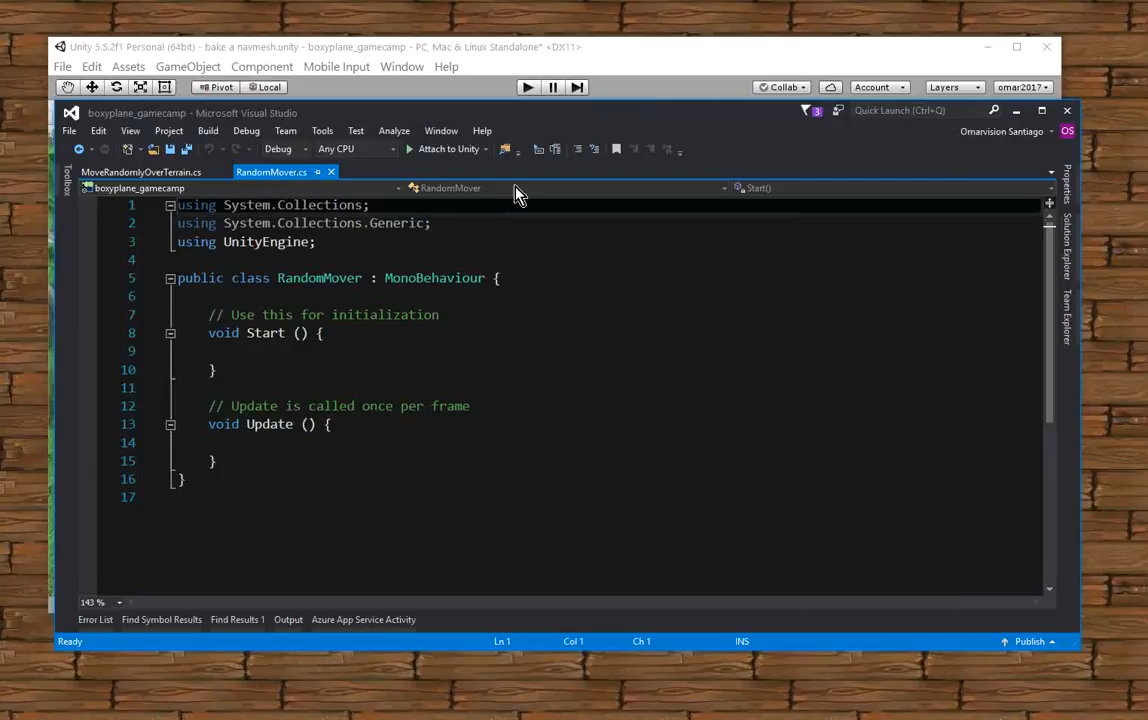 Unity 5.5.2f1 Personal (64bit) - bake a navmesh.unity - boxyplane_gamecamp - PC, Mac & Linux Standalone* <DX11>
File Edit Assets GameObject Component Mobile Input Window Help
Pivot Local Collab Account Layers omar2017
boxyplane_gamecamp - Microsoft Visual Studio 3 Quick Launch (Ctrl+Q)
File Edit View Project Build Debug Team Tools Test Analyze Window Help Omarvision Santiago OS
Debug Any CPU Attach to Unity
MoveRandomlyOverTerrain.cs RandomMover.cs
boxyplane_gamecamp RandomMover Start()
Toolbox
Properties
Solution Explorer
Team Explorer
1 using System.Collections;
2 using System.Collections.Generic;
3 using UnityEngine;
4
5 public class RandomMover : MonoBehaviour {
6
7 // Use this for initialization
8 void Start () {
9
10 }
11
12 // Update is called once per frame
13 void Update () {
14
15 }
16 }
17
143 %
Error List Find Symbol Results Find Results 1 Output Azure App Service Activity
Ready Ln 1 Col 1 Ch 1 INS Publish